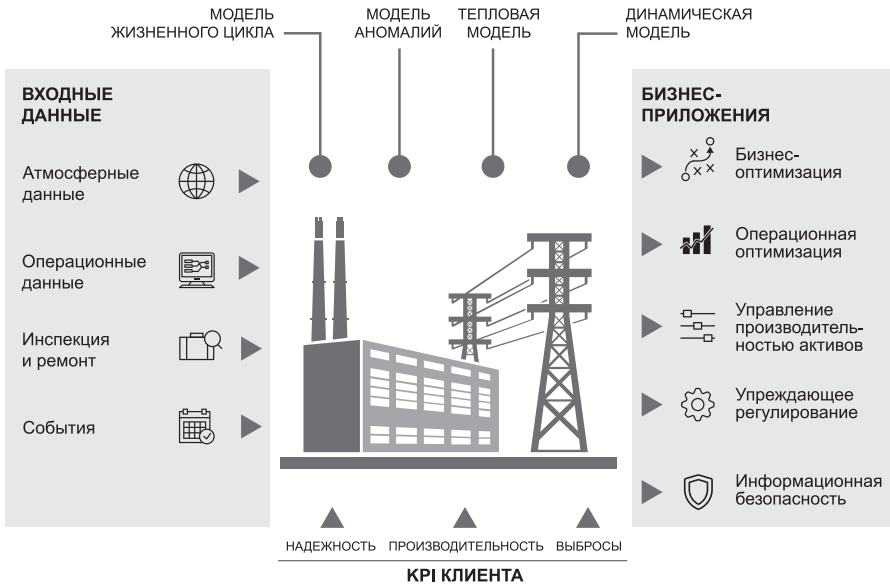 МОДЕЛЬ
ЖИЗНЕННОГО ЦИКЛА
МОДЕЛЬ
АНОМАЛИЙ
ТЕПЛОВАЯ
МОДЕЛЬ
ДИНАМИЧЕСКАЯ
МОДЕЛЬ
ВХОДНЫЕ
ДАННЫЕ
Атмосферные
данные
Операционные
данные
Инспекция
и ремонт
События
БИЗНЕС-
ПРИЛОЖЕНИЯ
Бизнес-
оптимизация
Операционная
оптимизация
Управление
производитель-
ностью активов
Упреждающее
регулирование
Информационная
безопасность
НАДЕЖНОСТЬ
ПРОИЗВОДИТЕЛЬНОСТЬ
ВЫБРОСЫ
KPI КЛИЕНТА